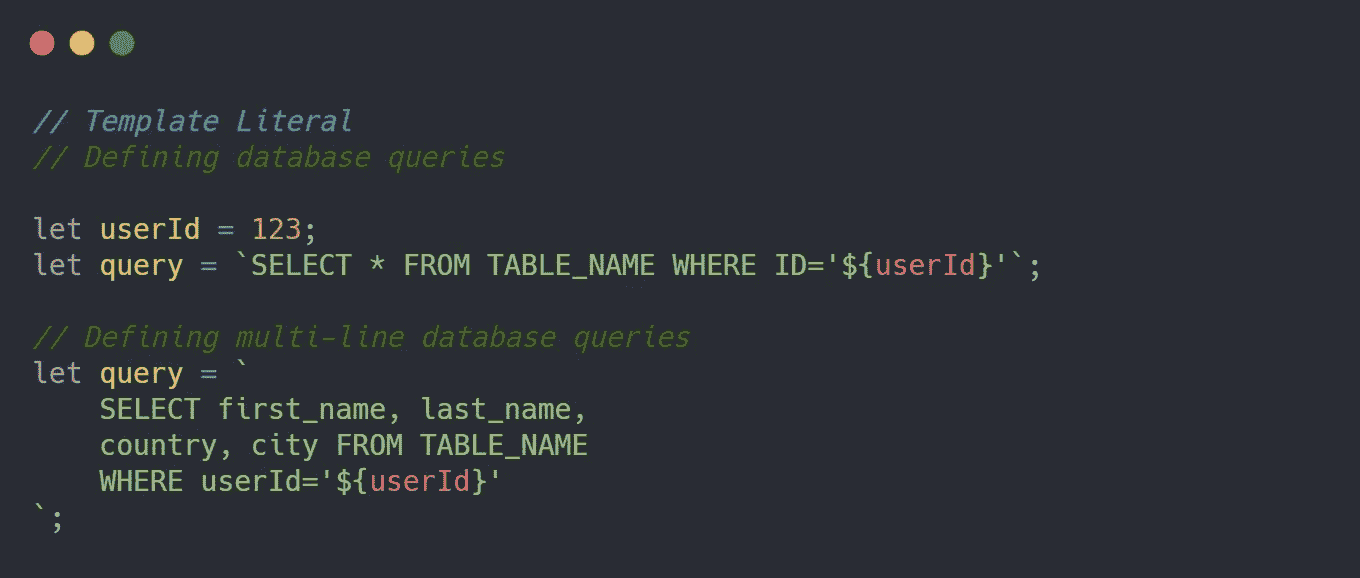 // Template Literal
// Defining database queries
let userId = 123;
let query = `SELECT * FROM TABLE_NAME WHERE ID='${userId}'`;
// Defining multi-line database queries
let query = `
SELECT first_name, last_name,
country, city FROM TABLE_NAME
WHERE userId='${userId}'
`;